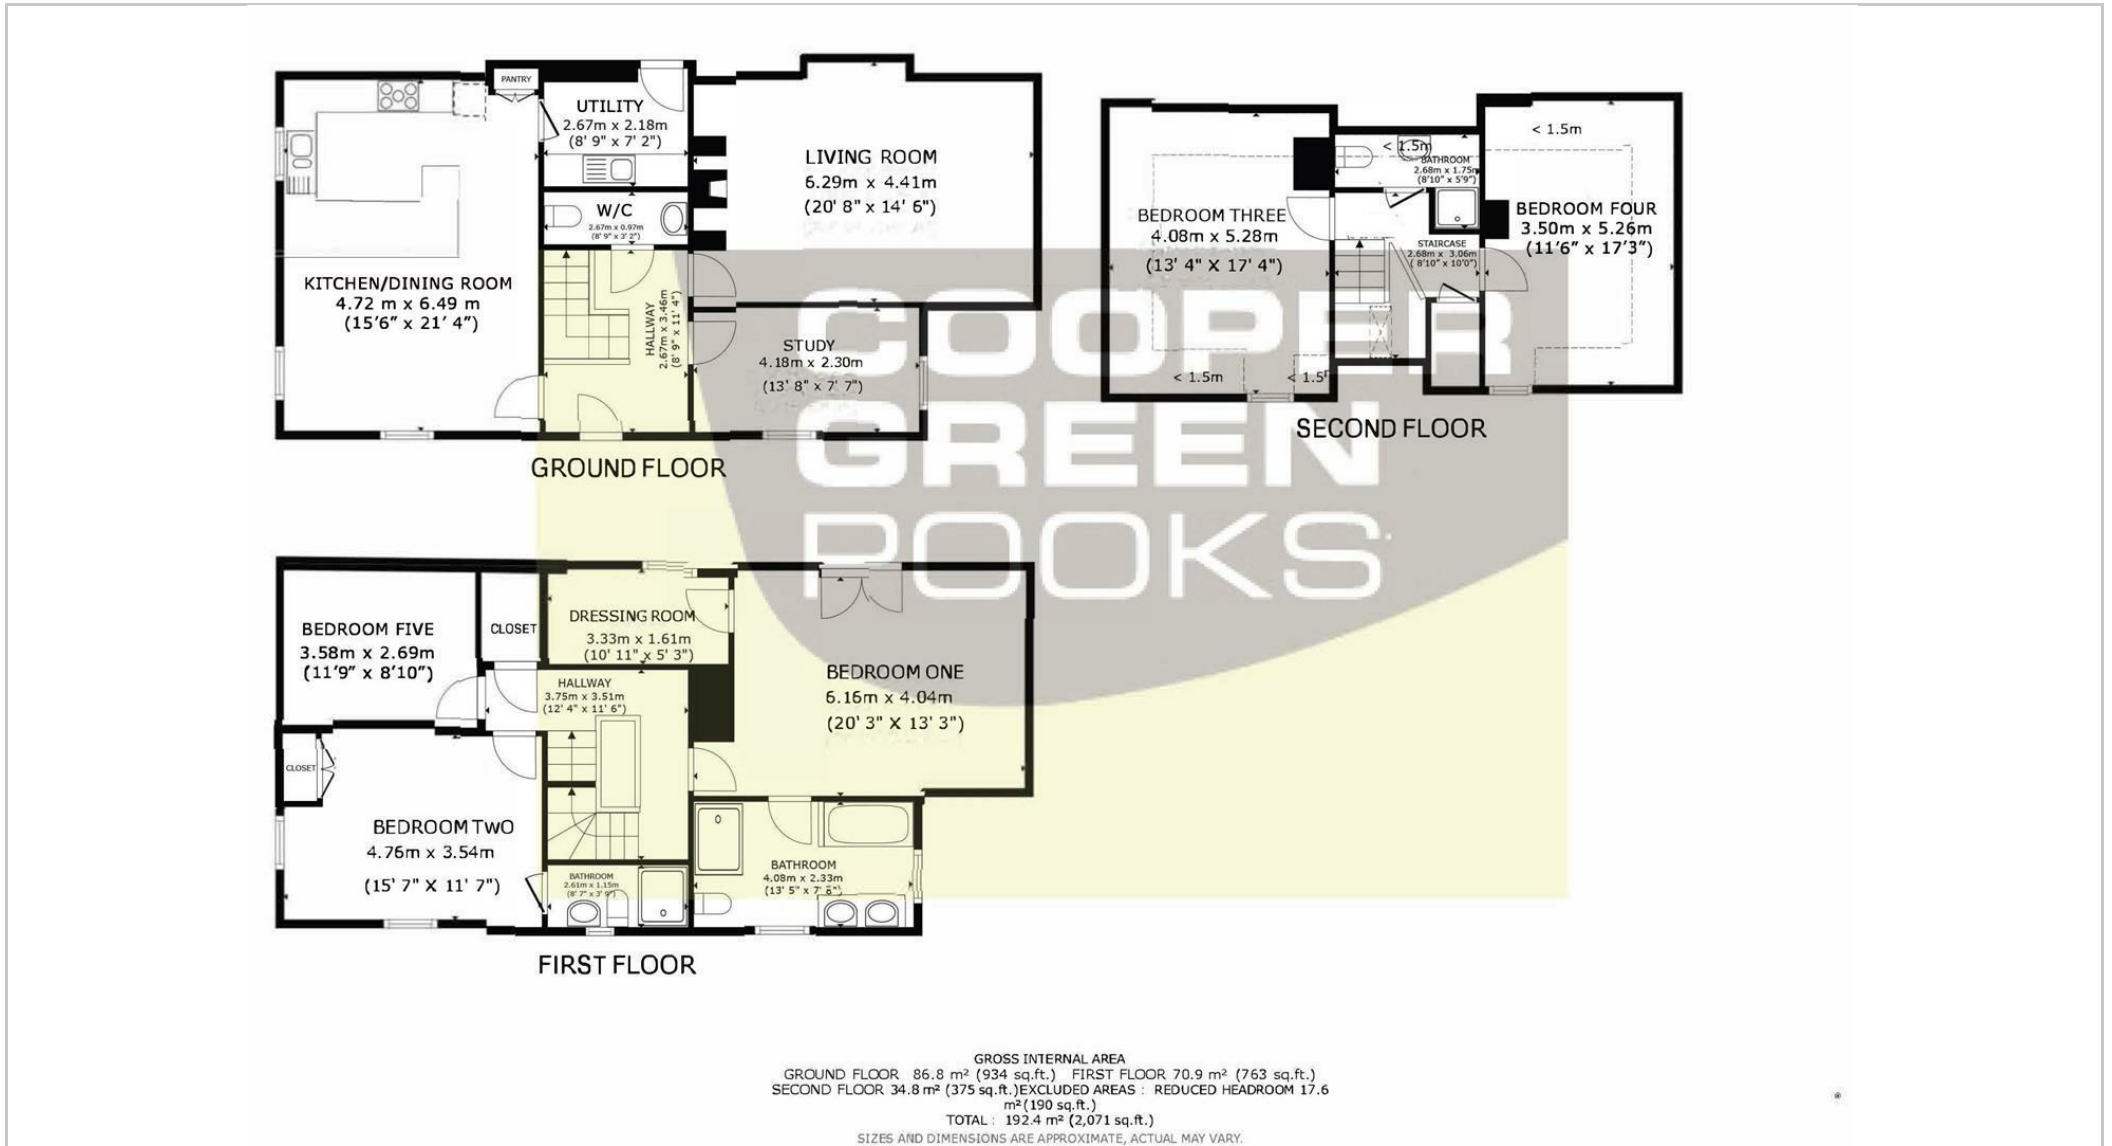 PANTRY
UTILITY
2.67m x 2.18m
(8' 9" x 7' 2")
LIVING ROOM
6.29m x 4.41m
(20' 8" x 14' 6")
W/C
2.67m x 0.97m
(8' 9" x 3' 2")
KITCHEN/DINING ROOM
4.72 m x 6.49 m
(15'6" x 21' 4")
HALLWAY
2.67m x 3.46m
(8' 9" x 11' 4")
STUDY
4.18m x 2.30m
(13' 8" x 7' 7")
GROUND FLOOR
< 1.5m
< 1.5m
BATHROOM
2.68m x 1.75m
(8'10" x 5'9")
BEDROOM THREE
4.08m x 5.28m
(13' 4" X 17' 4")
BEDROOM FOUR
3.50m x 5.26m
(11'6" x 17'3")
STAIRCASE
2.68m x 3.06m
( 8'10" x 10'0")
< 1.5m
< 1.5
SECOND FLOOR
COOPER
GREEN
POOKS
BEDROOM FIVE
3.58m x 2.69m
(11'9" x 8'10")
CLOSET
DRESSING ROOM
3.33m x 1.61m
(10' 11" x 5' 3")
HALLWAY
3.75m x 3.51m
(12' 4" x 11' 6")
BEDROOM ONE
6.16m x 4.04m
(20' 3" X 13' 3")
CLOSET
BEDROOM TWO
4.76m x 3.54m
(15' 7" X 11' 7")
BATHROOM
2.61m x 1.15m
(8' 7" x 3' 9")
BATHROOM
4.08m x 2.33m
(13' 5" x 7' 8")
FIRST FLOOR
GROSS INTERNAL AREA
GROUND FLOOR 86.8 m² (934 sq.ft.) FIRST FLOOR 70.9 m² (763 sq.ft.)
SECOND FLOOR 34.8 m² (375 sq.ft.)EXCLUDED AREAS : REDUCED HEADROOM 17.6
m² (190 sq.ft.)
TOTAL : 192.4 m² (2,071 sq.ft.)
SIZES AND DIMENSIONS ARE APPROXIMATE, ACTUAL MAY VARY.